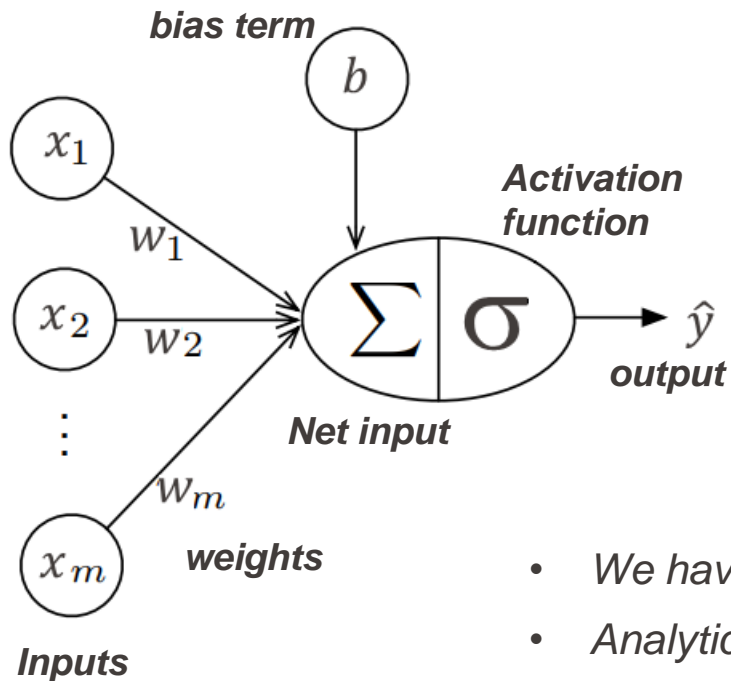 bias term
b
x₁
Activation
function
w₁
x₂
w₂
∑ σ
ŷ
output
⋮
Net input
wₘ
xₘ
weights
• We hav
• Analytic
Inputs